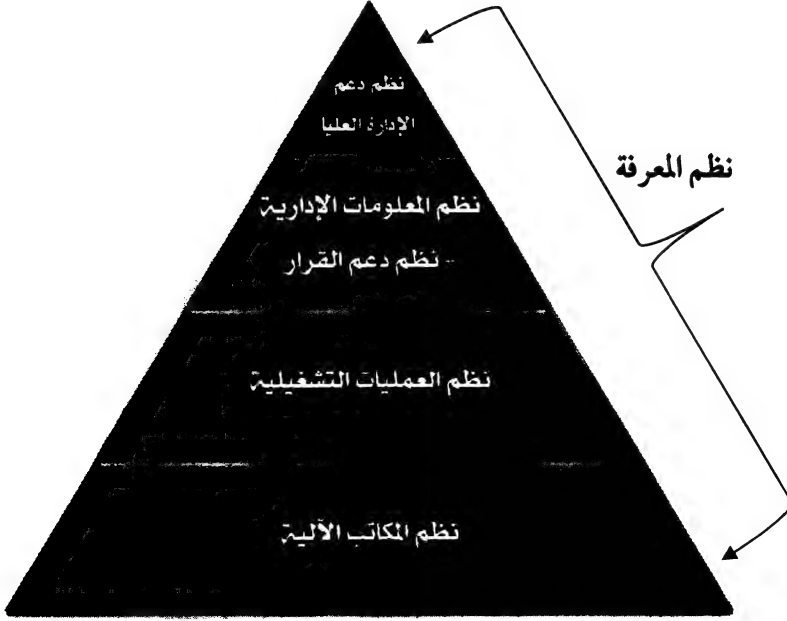 نظم دعم
الإدارة العليا
نظم المعرفة
نظم المعلومات الإدارية
- نظم دعم القرار
نظم العمليات التشغيلية
نظم المكاتب الآلية